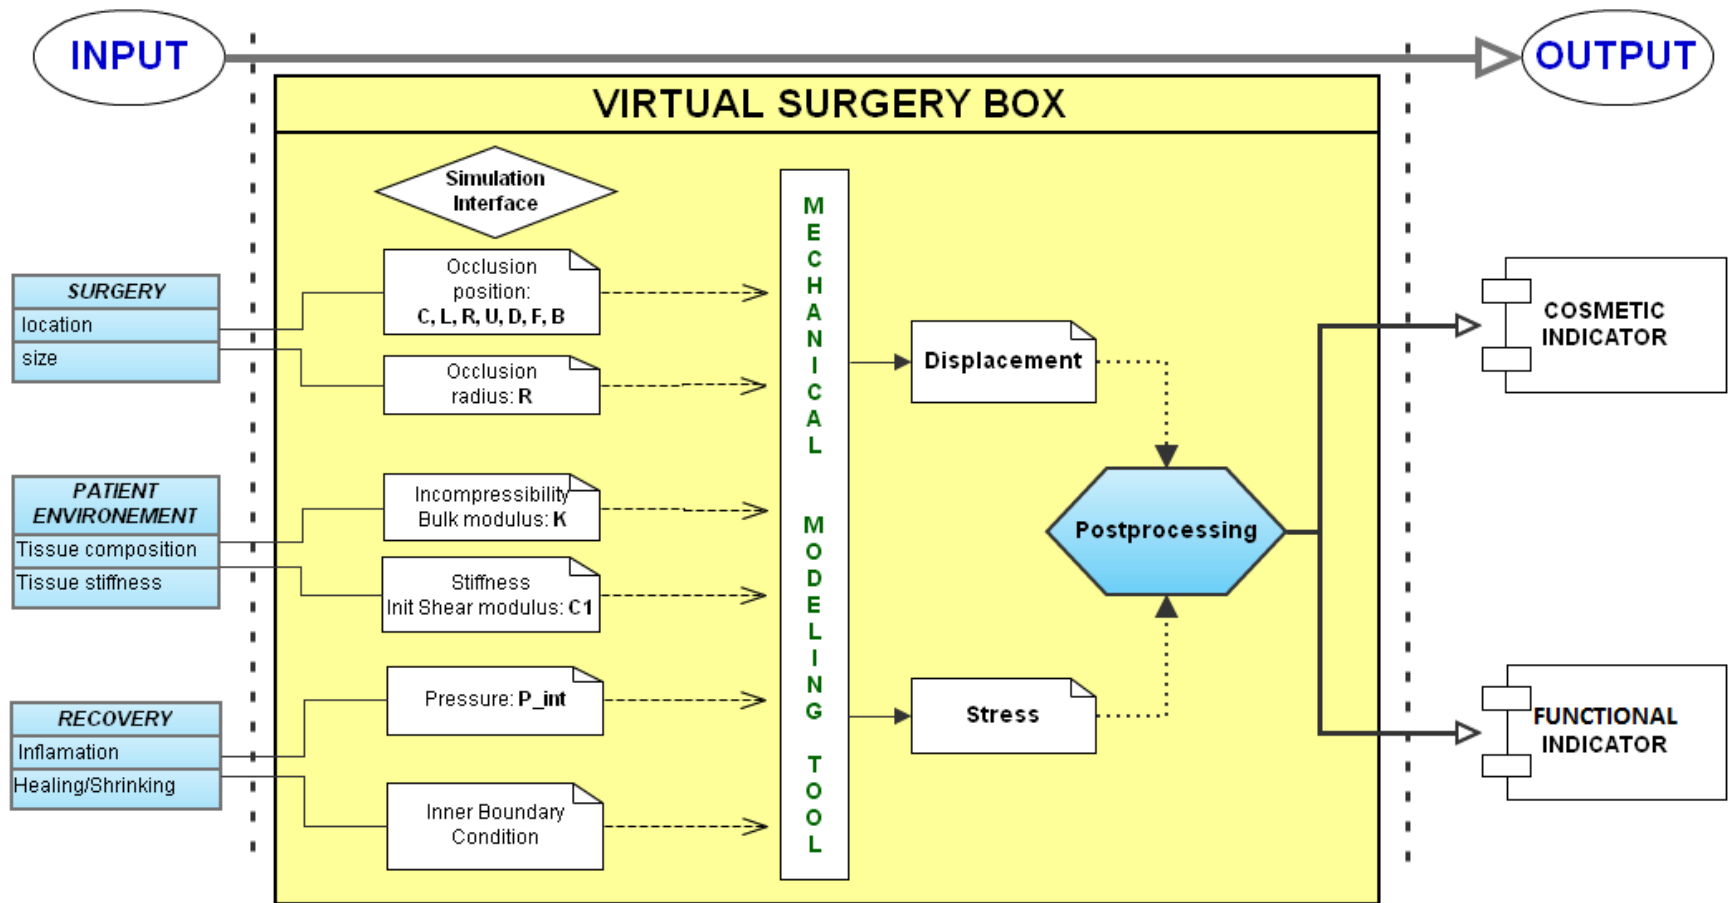 INPUT
OUTPUT
VIRTUAL SURGERY BOX
Simulation
Interface
SURGERY
location
size
Occlusion
position:
C, L, R, U, D, F, B
Occlusion
radius: R
PATIENT
ENVIRONEMENT
Tissue composition
Tissue stiffness
Incompressibility
Bulk modulus: K
Stiffness
Init Shear modulus: C1
RECOVERY
Inflamation
Healing/Shrinking
Pressure: P_int
Inner Boundary
Condition
MECHANICAL MODELING TOOL
Displacement
Stress
Postprocessing
COSMETIC
INDICATOR
FUNCTIONAL
INDICATOR